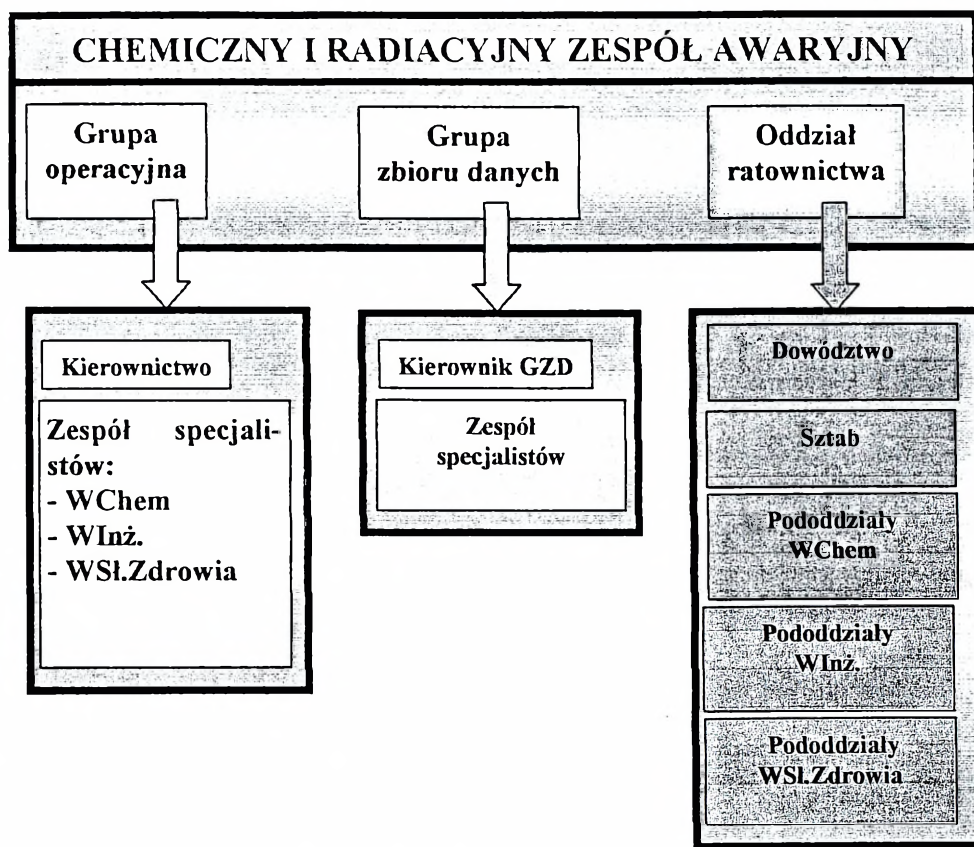 CHEMICZNY I RADIACYJNY ZESPÓŁ AWARYJNY
Grupa
operacyjna
Grupa
zbioru danych
Oddział
ratownictwa
Kierownictwo
Zespół specjali-
stów:
- WChem
- WInż.
- WSł.Zdrowia
Kierownik GZD
Zespół
specjalistów
Dowództwo
Sztab
Pododdziały
WChem
Pododdziały
WInż.
Pododdziały
WSł.Zdrowia